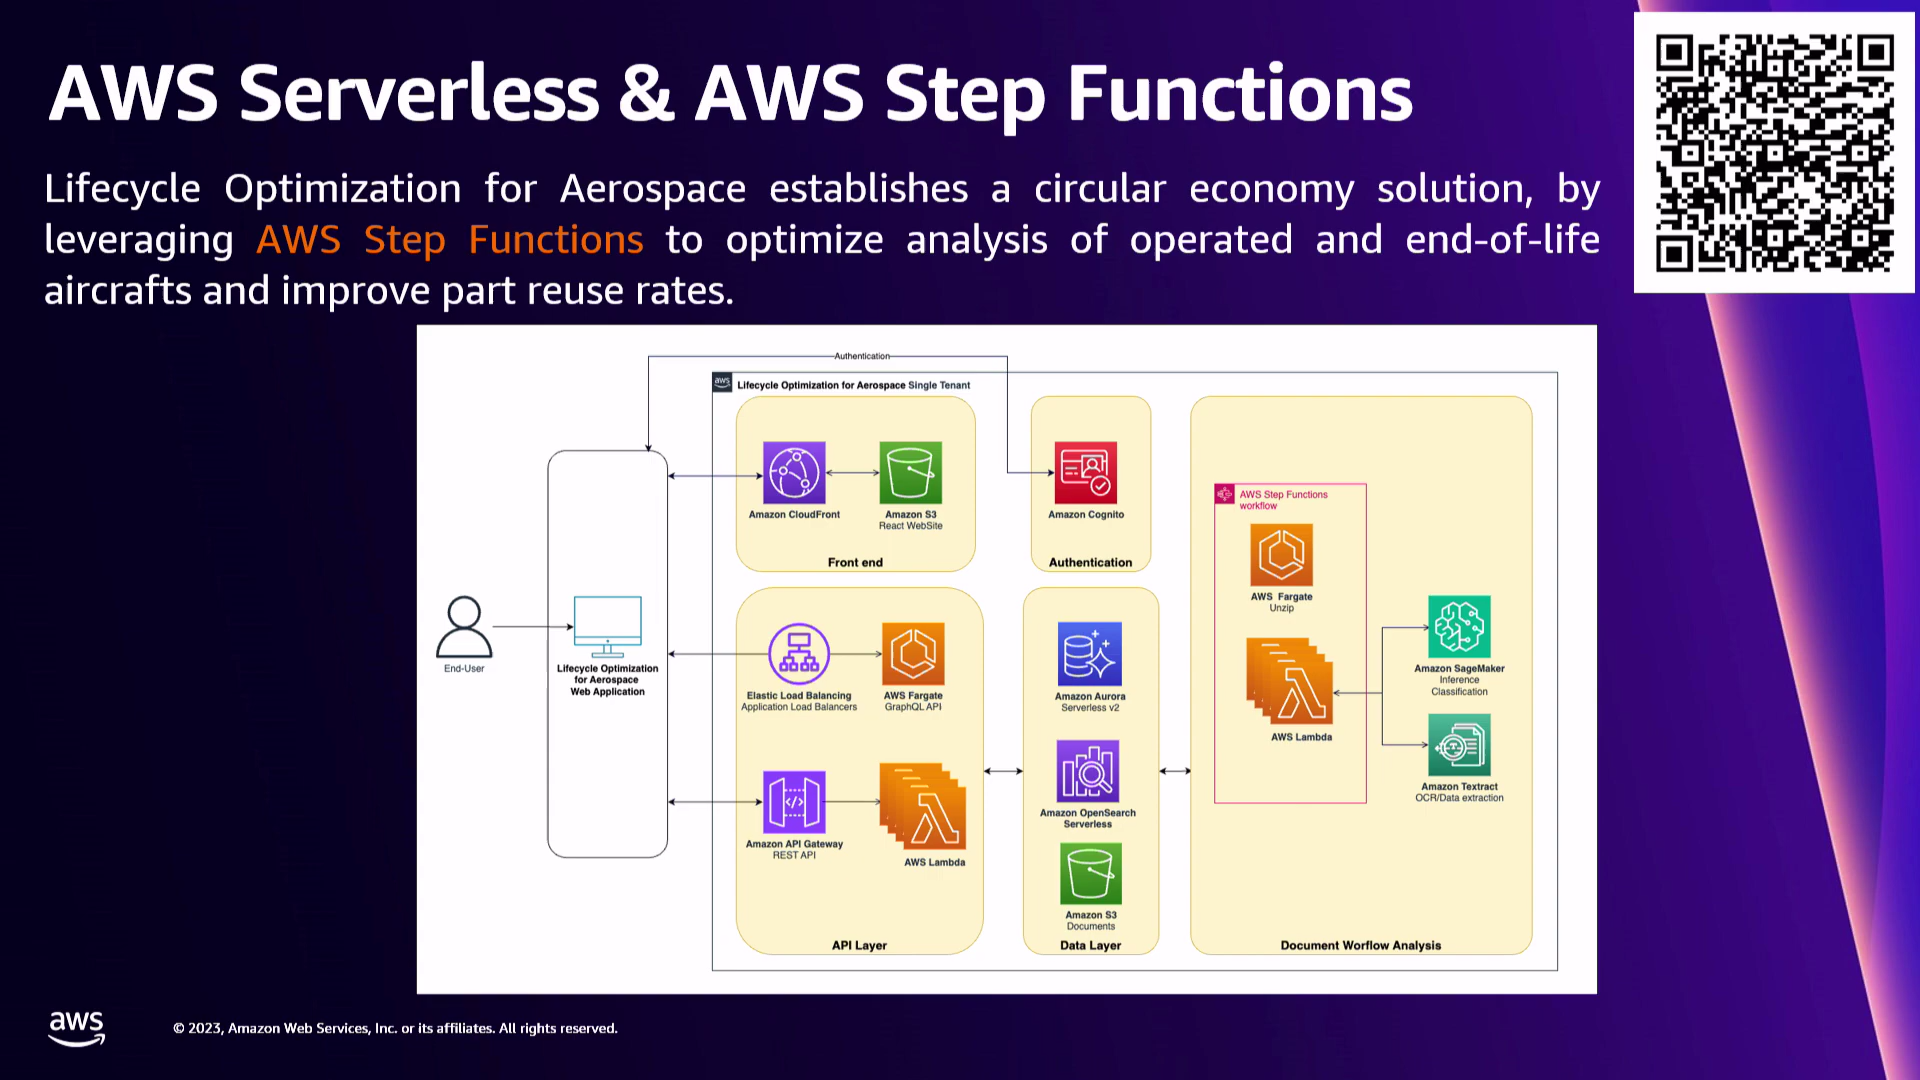 AWS Serverless & AWS Step Functions
Lifecycle Optimization for Aerospace establishes a circular economy solution, by
leveraging AWS Step Functions to optimize analysis of operated and end-of-life
aircrafts and improve part reuse rates.
Authentication
aws
Lifecycle Optimization for Aerospace Single Tenant
Amazon CloudFront
Amazon S3
React WebSite
Front end
Amazon Cognito
Authentication
AWS Step Functions
workflow
AWS Fargate
Unzip
AWS Lambda
Amazon SageMaker
Inference
Classification
Amazon Textract
OCR/Data extraction
Document Worflow Analysis
End-User
Lifecycle Optimization
for Aerospace
Web Application
Elastic Load Balancing
Application Load Balancers
AWS Fargate
GraphQL API
Amazon API Gateway
REST API
AWS Lambda
API Layer
Amazon Aurora
Serverless v2
Amazon OpenSearch
Serverless
Amazon S3
Documents
Data Layer
aws
© 2023, Amazon Web Services, Inc. or its affiliates. All rights reserved.